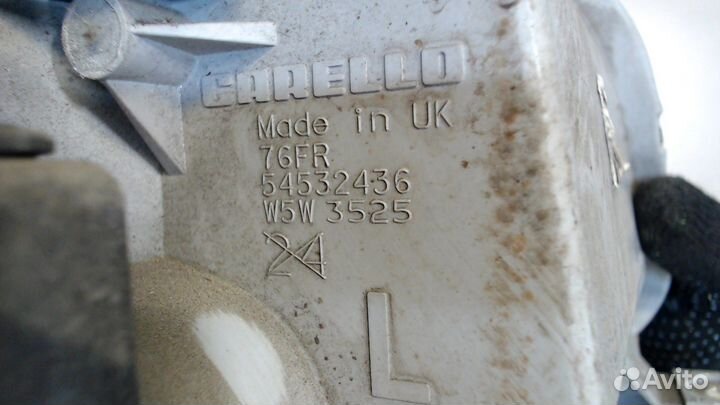 CARELLO
Made in UK
76FR
54532436
W5W 3525
24
L
Avito